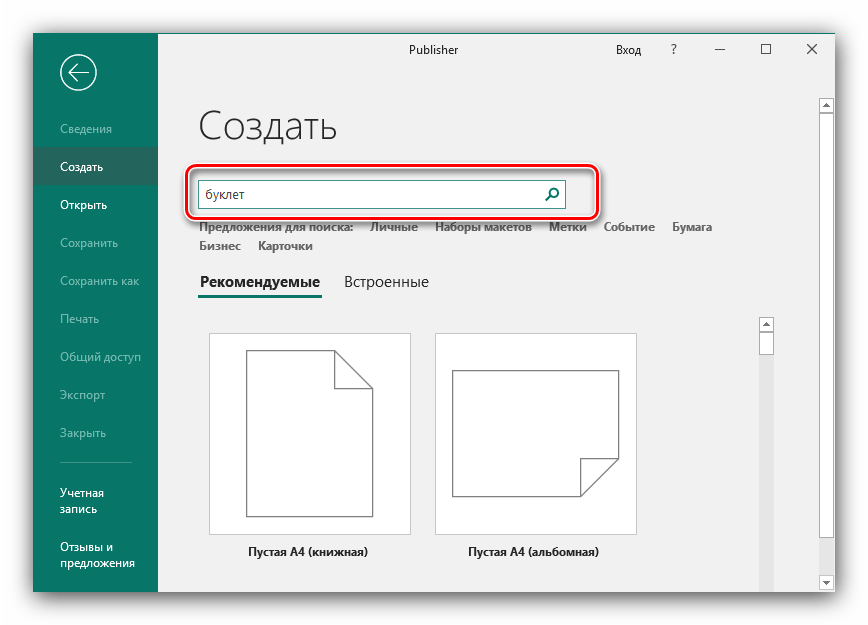 Publisher
Вход
?
Сведения
Создать
Открыть
Сохранить
Сохранить как
Печать
Общий доступ
Экспорт
Закрыть
Учетная
запись
Отзывы и
предложения
Создать
буклет
Предложения для поиска: Личные Наборы макетов Метки Событие Бумага
Бизнес Карточки
Рекомендуемые Встроенные
Пустая A4 (книжная) Пустая A4 (альбомная)